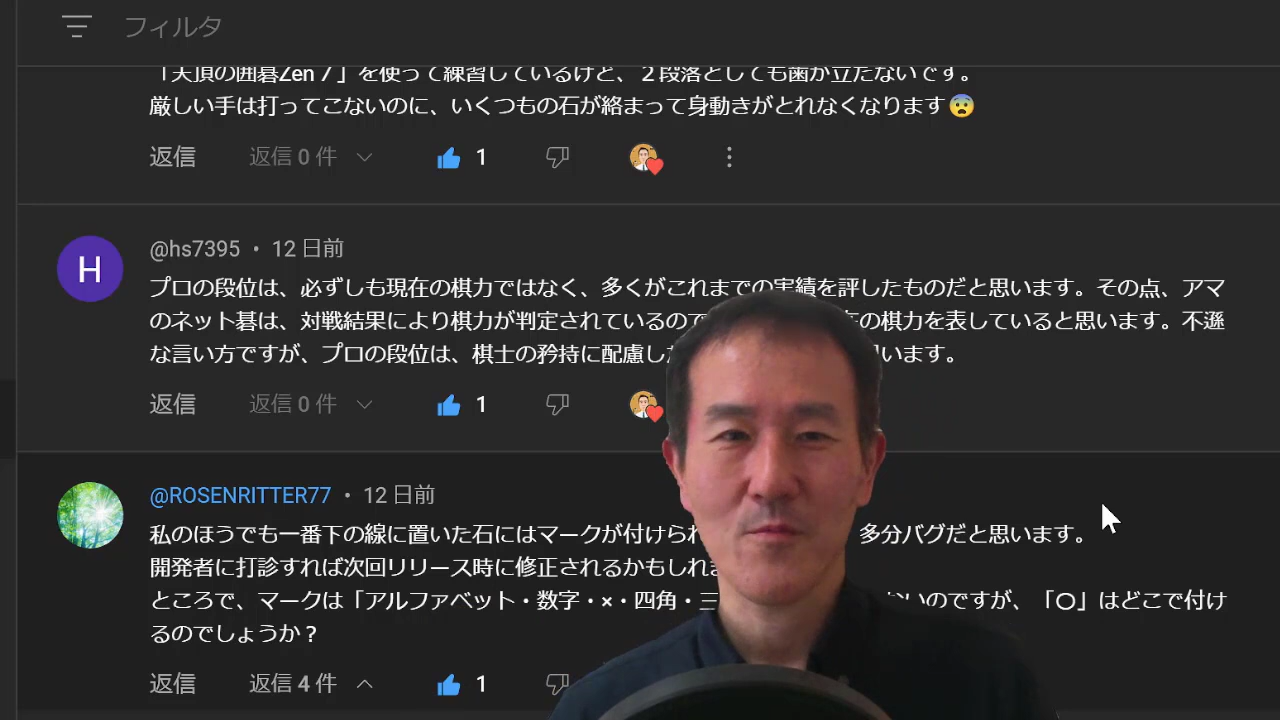 フィルタ
「天頂の囲碁Zen７」を使って練習しているけど、２段落としても歯が立たないです。
厳しい手は打ってこないのに、いくつもの石が絡まって身動きがとれなくなります😨
返信 返信 0 件 1
H @hs7395 • 12 日前
プロの段位は、必ずしも現在の棋力ではなく、多くがこれまでの実績を評したものだと思います。その点、アマ
のネット碁は、対戦結果により棋力が判定されているので の棋力を表していると思います。不遜
な言い方ですが、プロの段位は、棋士の矜持に配慮し います。
返信 返信 0 件 1
@ROSENRITTER77 • 12 日前
私のほうでも一番下の線に置いた石にはマークが付けられ 多分バグだと思います。
開発者に打診すれば次回リリース時に修正されるかもしれ
ところで、マークは「アルファベット・数字・×・四角・三 ないのですが、「〇」はどこで付け
るのでしょうか？
返信 返信 4 件 1